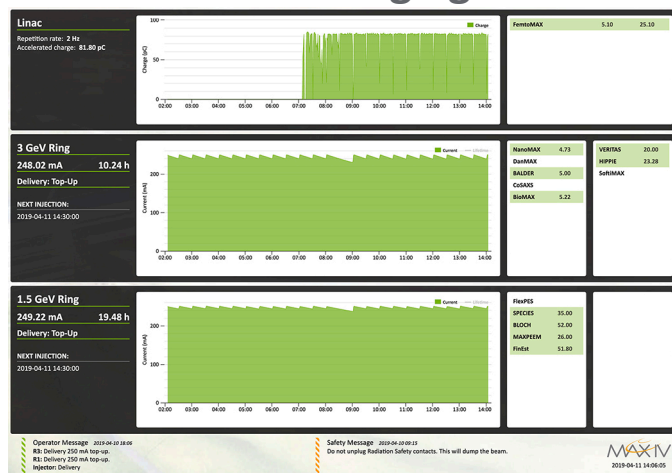 Linac
Repetition rate: 2 Hz
Accelerated charge: 81.80 pC
Charge (pC)
100
50
0
Charge
02:00 03:00 04:00 05:00 06:00 07:00 08:00 09:00 10:00 11:00 12:00 13:00 14:00
FemtoMAX 5.10 25.10
3 GeV Ring
248.02 mA 10.24 h
Delivery: Top-Up
NEXT INJECTION:
2019-04-11 14:30:00
Current (mA)
200
100
0
Current Lifetime
02:00 03:00 04:00 05:00 06:00 07:00 08:00 09:00 10:00 11:00 12:00 13:00 14:00
NanoMAX 4.73
DanMAX
BALDER 5.00
CoSAXS
BioMAX 5.22
VERITAS 20.00
HIPPIE 23.28
SoftiMAX
1.5 GeV Ring
249.22 mA 19.48 h
Delivery: Top-Up
NEXT INJECTION:
2019-04-11 14:30:00
Current (mA)
200
100
0
Current Lifetime
02:00 03:00 04:00 05:00 06:00 07:00 08:00 09:00 10:00 11:00 12:00 13:00 14:00
FlexPES
SPECIES 35.00
BLOCH 52.00
MAXPEEM 26.00
FinEst 51.80
Operator Message 2019-04-10 18:06
R3: Delivery 250 mA top-up.
R1: Delivery 250 mA top-up.
Injector: Delivery
Safety Message 2019-04-10 09:15
Do not unplug Radiation Safety contacts. This will dump the beam.
MAX IV
2019-04-11 14:06:05